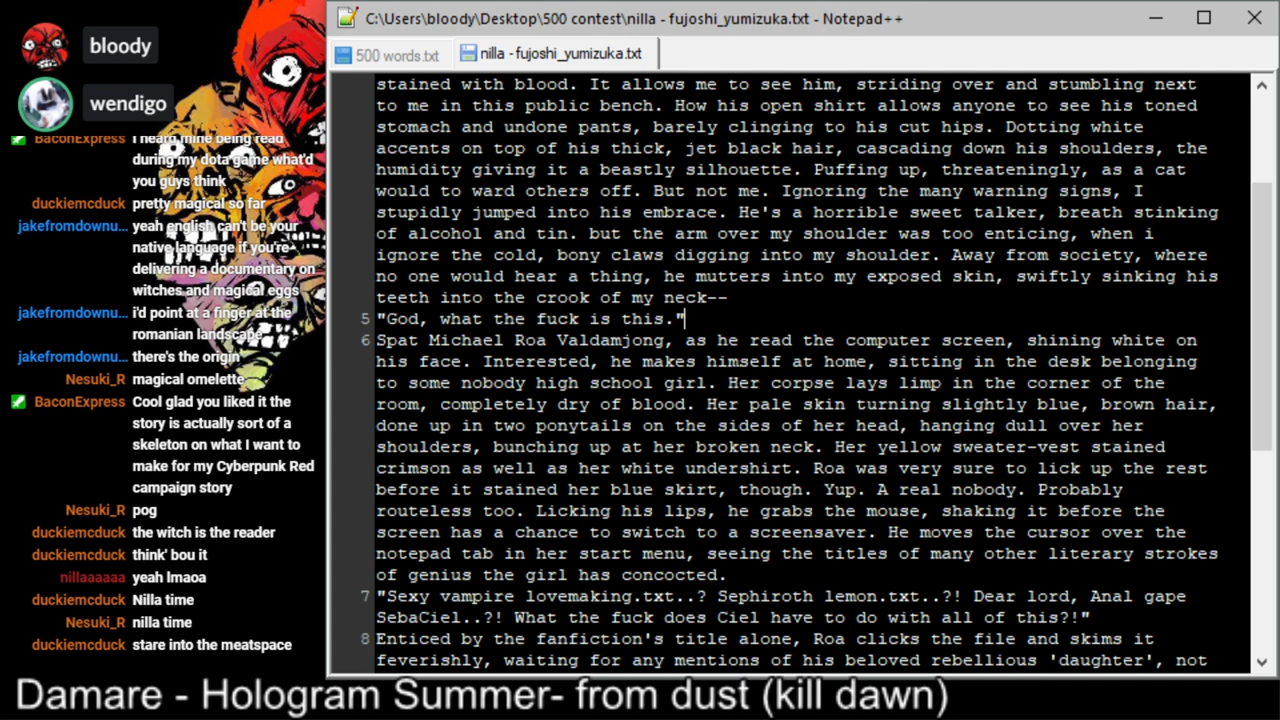 bloody
wendigo
BaconExpress I heard mine being read
during my dota game what'd
you guys think
duckiemcduck pretty magical so far
jakefromdownu... yeah english can't be your
native language if you're
delivering a documentary on
witches and magical eggs
jakefromdownu... i'd point at a finger at the
romanian landscape
jakefromdownu... there's the origin
Nesuki_R magical omelette
BaconExpress Cool glad you liked it the
story is actually sort of a
skeleton on what I want to
make for my Cyberpunk Red
campaign story
Nesuki_R pog
duckiemcduck the witch is the reader
duckiemcduck think' bou it
nillaaaaaa yeah lmaoa
duckiemcduck Nilla time
Nesuki_R nilla time
duckiemcduck stare into the meatspace
C:\Users\bloody\Desktop\500 contest\nilla - fujoshi_yumizuka.txt - Notepad++
500 words.txt
nilla - fujoshi_yumizuka.txt
stained with blood. It allows me to see him, striding over and stumbling next
to me in this public bench. How his open shirt allows anyone to see his toned
stomach and undone pants, barely clinging to his cut hips. Dotting white
accents on top of his thick, jet black hair, cascading down his shoulders, the
humidity giving it a beastly silhouette. Puffing up, threateningly, as a cat
would to ward others off. But not me. Ignoring the many warning signs, I
stupidly jumped into his embrace. He's a horrible sweet talker, breath stinking
of alcohol and tin. but the arm over my shoulder was too enticing, when i
ignore the cold, bony claws digging into my shoulder. Away from society, where
no one would hear a thing, he mutters into my exposed skin, swiftly sinking his
teeth into the crook of my neck--
5 "God, what the fuck is this."
6 Spat Michael Roa Valdamjong, as he read the computer screen, shining white on
his face. Interested, he makes himself at home, sitting in the desk belonging
to some nobody high school girl. Her corpse lays limp in the corner of the
room, completely dry of blood. Her pale skin turning slightly blue, brown hair,
done up in two ponytails on the sides of her head, hanging dull over her
shoulders, bunching up at her broken neck. Her yellow sweater-vest stained
crimson as well as her white undershirt. Roa was very sure to lick up the rest
before it stained her blue skirt, though. Yup. A real nobody. Probably
routeless too. Licking his lips, he grabs the mouse, shaking it before the
screen has a chance to switch to a screensaver. He moves the cursor over the
notepad tab in her start menu, seeing the titles of many other literary strokes
of genius the girl has concocted.
7 "Sexy vampire lovemaking.txt..? Sephiroth lemon.txt..?! Dear lord, Anal gape
SebaCiel..?! What the fuck does Ciel have to do with all of this?!"
8 Enticed by the fanfiction's title alone, Roa clicks the file and skims it
feverishly, waiting for any mentions of his beloved rebellious 'daughter', not
Damare - Hologram Summer- from dust (kill dawn)